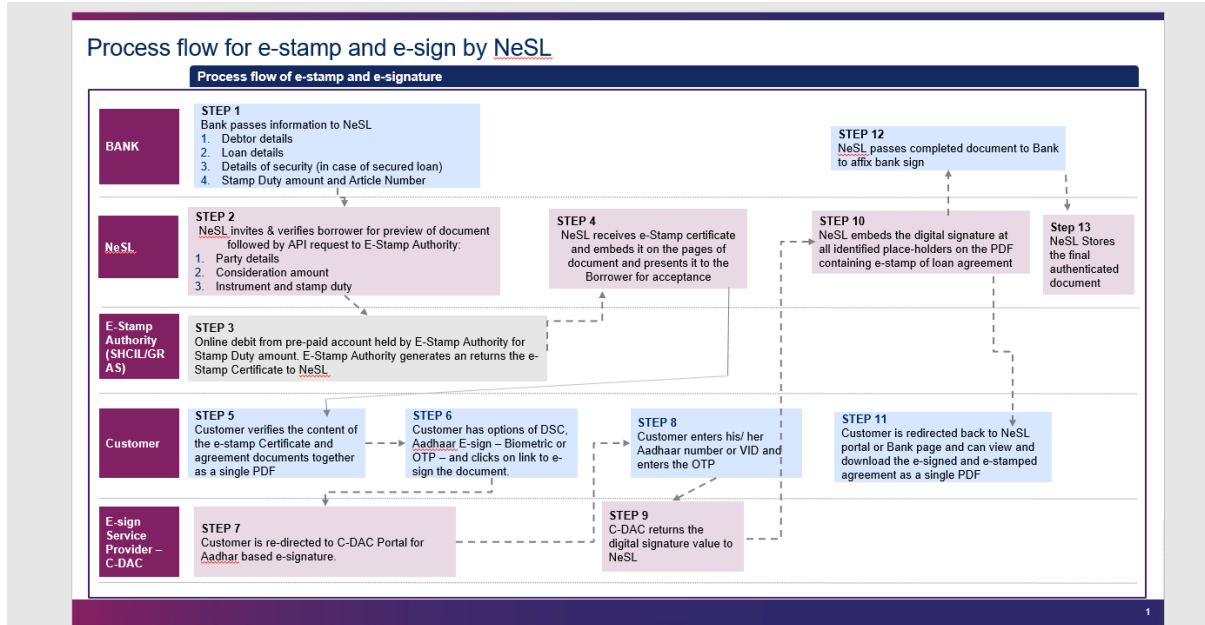 Process flow for e-stamp and e-sign by NeSL
Process flow of e-stamp and e-signature
BANK
STEP 1
Bank passes information to NeSL
1. Debtor details
2. Loan details
3. Details of security (in case of secured loan)
4. Stamp Duty amount and Article Number
STEP 12
NeSL passes completed document to Bank
to affix bank sign
NeSL
STEP 2
NeSL invites & verifies borrower for preview of document
followed by API request to E-Stamp Authority:
1. Party details
2. Consideration amount
3. Instrument and stamp duty
STEP 4
NeSL receives e-Stamp certificate
and embeds it on the pages of
document and presents it to the
Borrower for acceptance
STEP 10
NeSL embeds the digital signature at
all identified place-holders on the PDF
containing e-stamp of loan agreement
Step 13
NeSL Stores
the final
authenticated
document
E-Stamp
Authority
(SHCIL/GR
AS)
STEP 3
Online debit from pre-paid account held by E-Stamp Authority for
Stamp Duty amount. E-Stamp Authority generates an returns the e-
Stamp Certificate to NeSL
Customer
STEP 5
Customer verifies the content of
the e-stamp Certificate and
agreement documents together
as a single PDF
STEP 6
Customer has options of DSC,
Aadhaar E-sign – Biometric or
OTP – and clicks on link to e-
sign the document.
STEP 8
Customer enters his/ her
Aadhaar number or VID and
enters the OTP
STEP 11
Customer is redirected back to NeSL
portal or Bank page and can view and
download the e-signed and e-stamped
agreement as a single PDF
E-sign
Service
Provider –
C-DAC
STEP 7
Customer is re-directed to C-DAC Portal for
Aadhar based e-signature.
STEP 9
C-DAC returns the
digital signature value to
NeSL
1